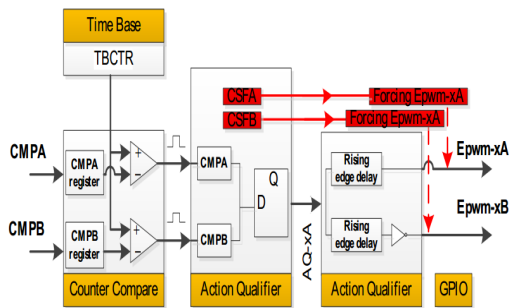 Time Base
TBCTR
CSFA
Forcing Epwm-xA
CSFB
Forcing Epwm-xA
CMPA
CMPA
register
+
−
CMPA
Q
D
Rising
edge delay
Epwm-xA
CMPB
CMPB
register
+
−
CMPB
AQ-xA
Rising
edge delay
Epwm-xB
Counter Compare
Action Qualifier
Action Qualifier
GPIO